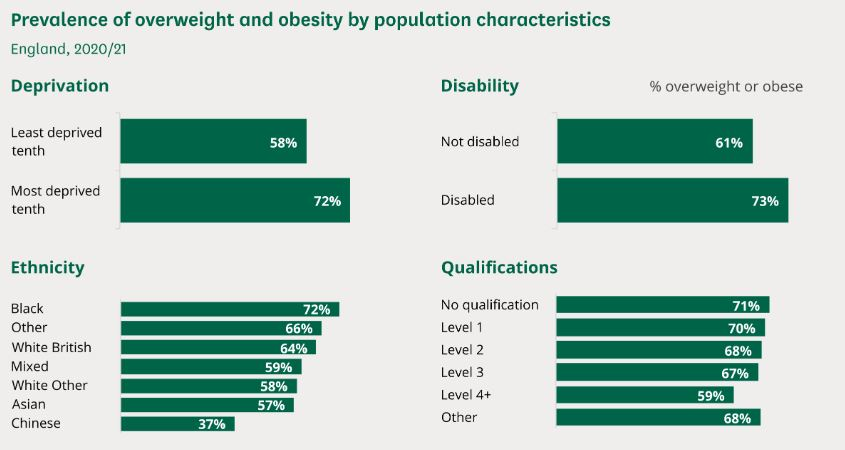 Prevalence of overweight and obesity by population characteristics
England, 2020/21
Deprivation
Least deprived
tenth
58%
Most deprived
tenth
72%
Disability
% overweight or obese
Not disabled
61%
Disabled
73%
Ethnicity
Black
72%
Other
66%
White British
64%
Mixed
59%
White Other
58%
Asian
57%
Chinese
37%
Qualifications
No qualification
71%
Level 1
70%
Level 2
68%
Level 3
67%
Level 4+
59%
Other
68%